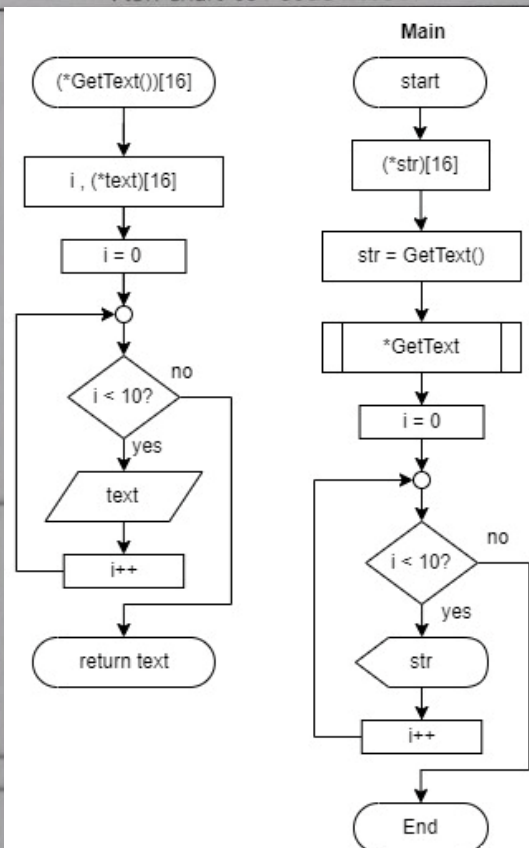 (*GetText())[16]
i , (*text)[16]
i = 0
i < 10?
no
yes
text
i++
return text
Main
start
(*str)[16]
str = GetText()
*GetText
i = 0
i < 10?
no
yes
str
i++
End